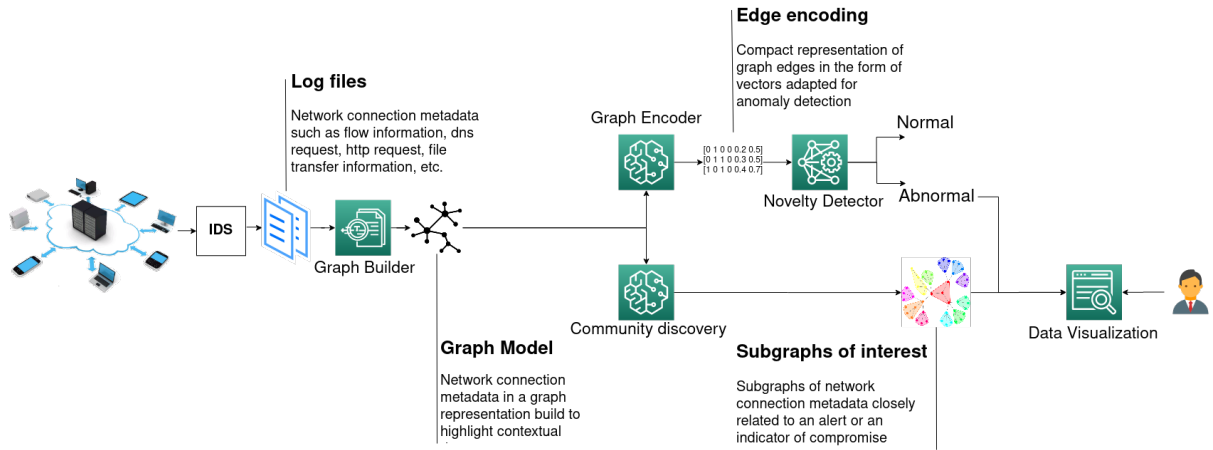 Edge encoding
Compact representation of
graph edges in the form of
vectors adapted for
anomaly detection
Log files
Network connection metadata
such as flow information, dns
request, http request, file
transfer information, etc.
Graph Encoder
[0 1 0 0 0.2 0.5]
[0 1 1 0 0.3 0.5]
[1 0 1 0 0.4 0.7]
Normal
Novelty Detector
Abnormal
IDS
Graph Builder
Community discovery
Data Visualization
Graph Model
Network connection
metadata in a graph
representation build to
highlight contextual
Subgraphs of interest
Subgraphs of network
connection metadata closely
related to an alert or an
indicator of compromise